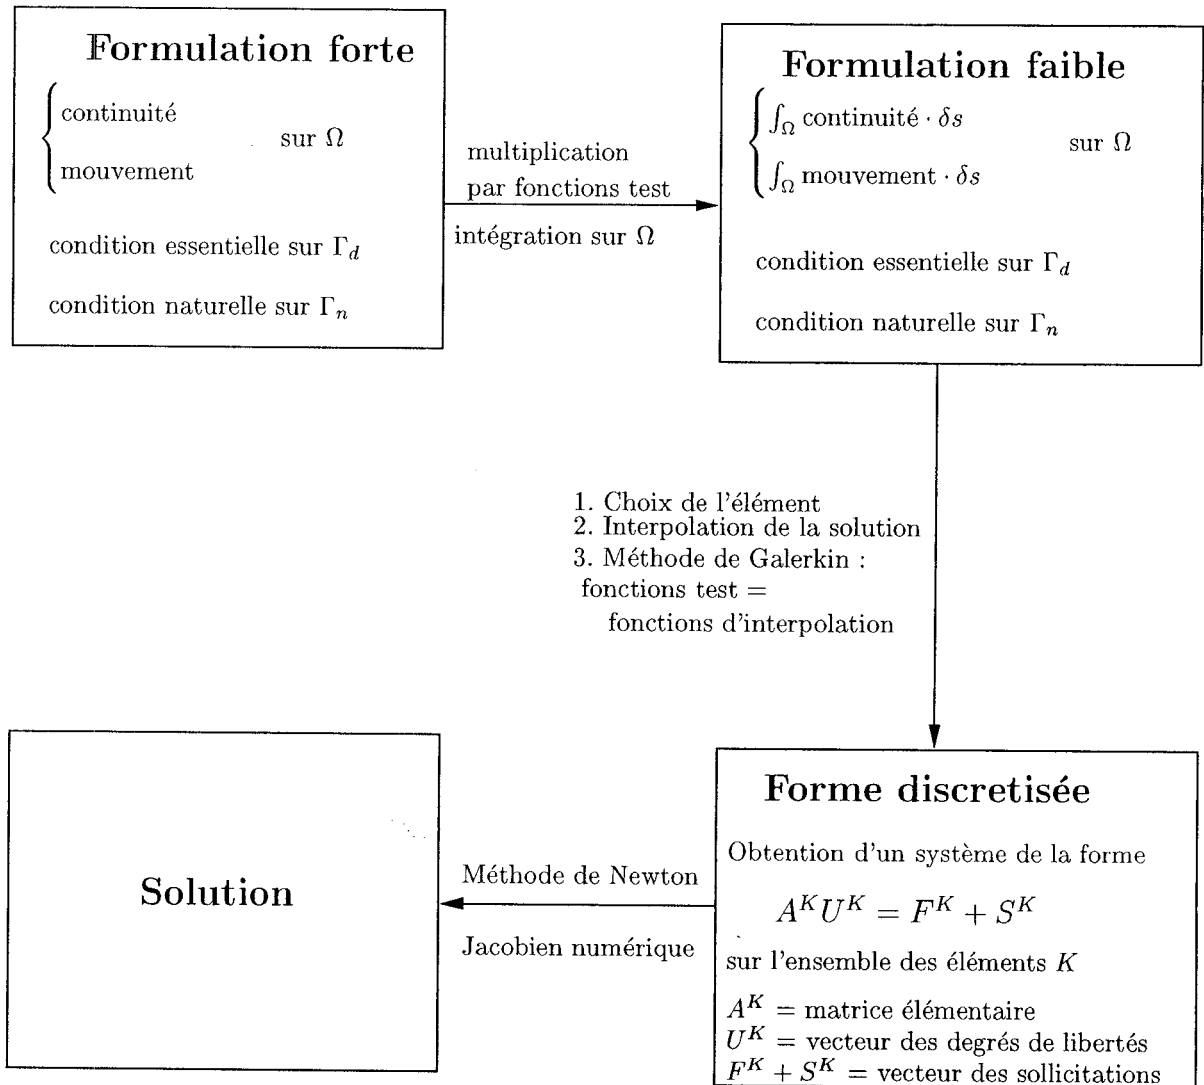 Formulation forte
continuité
sur Ω
mouvement
condition essentielle sur Γ_d
condition naturelle sur Γ_n
multiplication
par fonctions test
intégration sur Ω
Formulation faible
∫_Ω continuité · δs
sur Ω
∫_Ω mouvement · δs
condition essentielle sur Γ_d
condition naturelle sur Γ_n
1. Choix de l'élément
2. Interpolation de la solution
3. Méthode de Galerkin :
fonctions test =
fonctions d'interpolation
Forme discretisée
Obtention d'un système de la forme
A^K U^K = F^K + S^K
sur l'ensemble des éléments K
A^K = matrice élémentaire
U^K = vecteur des degrés de libertés
F^K + S^K = vecteur des sollicitations
Méthode de Newton
Jacobien numérique
Solution